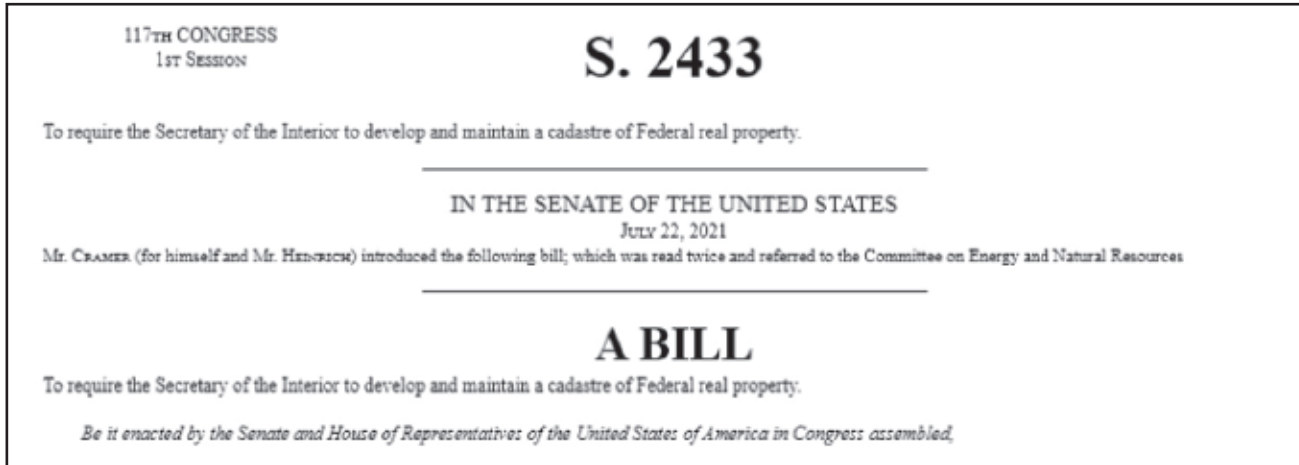 117TH CONGRESS
1ST SESSION
S. 2433
To require the Secretary of the Interior to develop and maintain a cadastre of Federal real property.
IN THE SENATE OF THE UNITED STATES
JULY 22, 2021
Mr. CRAMER (for himself and Mr. HEINRICH) introduced the following bill; which was read twice and referred to the Committee on Energy and Natural Resources
A BILL
To require the Secretary of the Interior to develop and maintain a cadastre of Federal real property.
Be it enacted by the Senate and House of Representatives of the United States of America in Congress assembled,